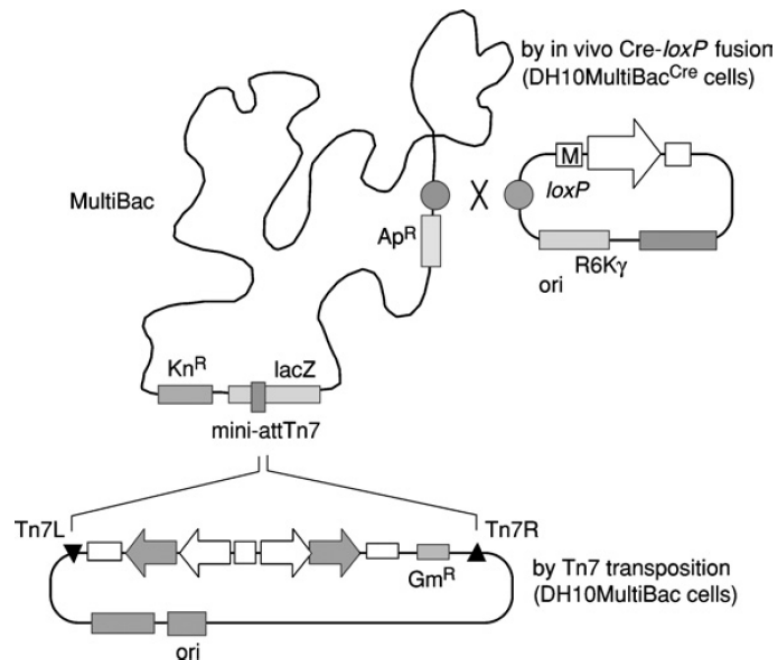 by in vivo Cre-loxP fusion
(DH10MultiBacCre cells)
MultiBac
M
loxP
ApR
R6Kγ
ori
KnR
lacZ
mini-attTn7
Tn7L
Tn7R
GmR
by Tn7 transposition
(DH10MultiBac cells)
ori